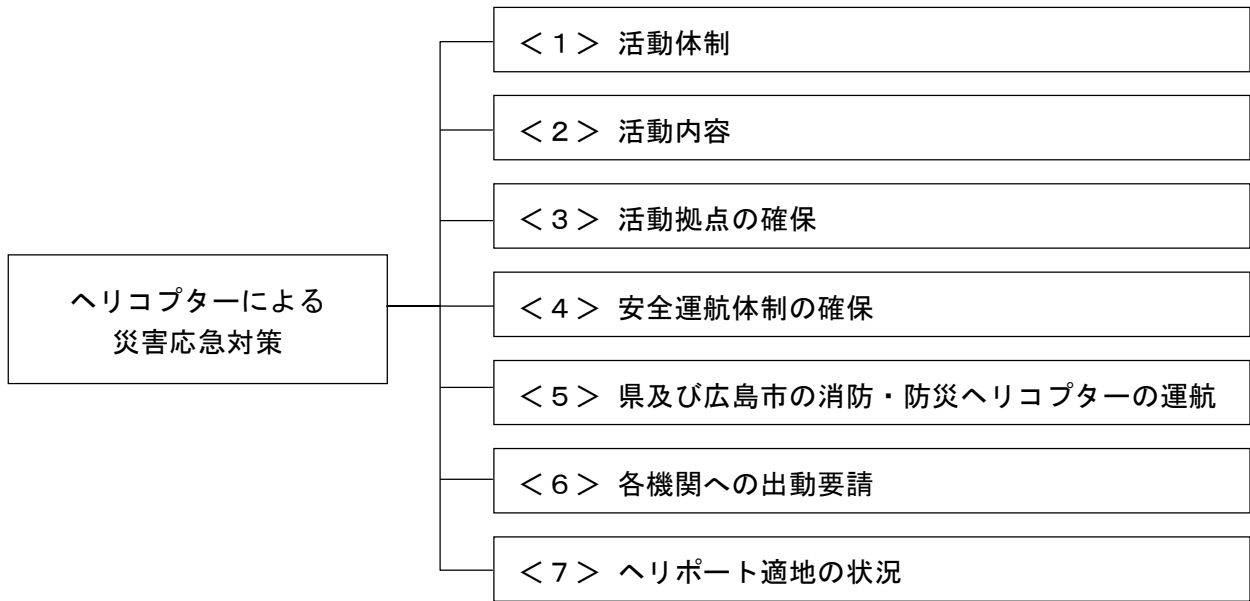 ＜１＞ 活動体制
＜２＞ 活動内容
＜３＞ 活動拠点の確保
ヘリコプターによる
災害応急対策
＜４＞ 安全運航体制の確保
＜５＞ 県及び広島市の消防・防災ヘリコプターの運航
＜６＞ 各機関への出動要請
＜７＞ ヘリポート適地の状況